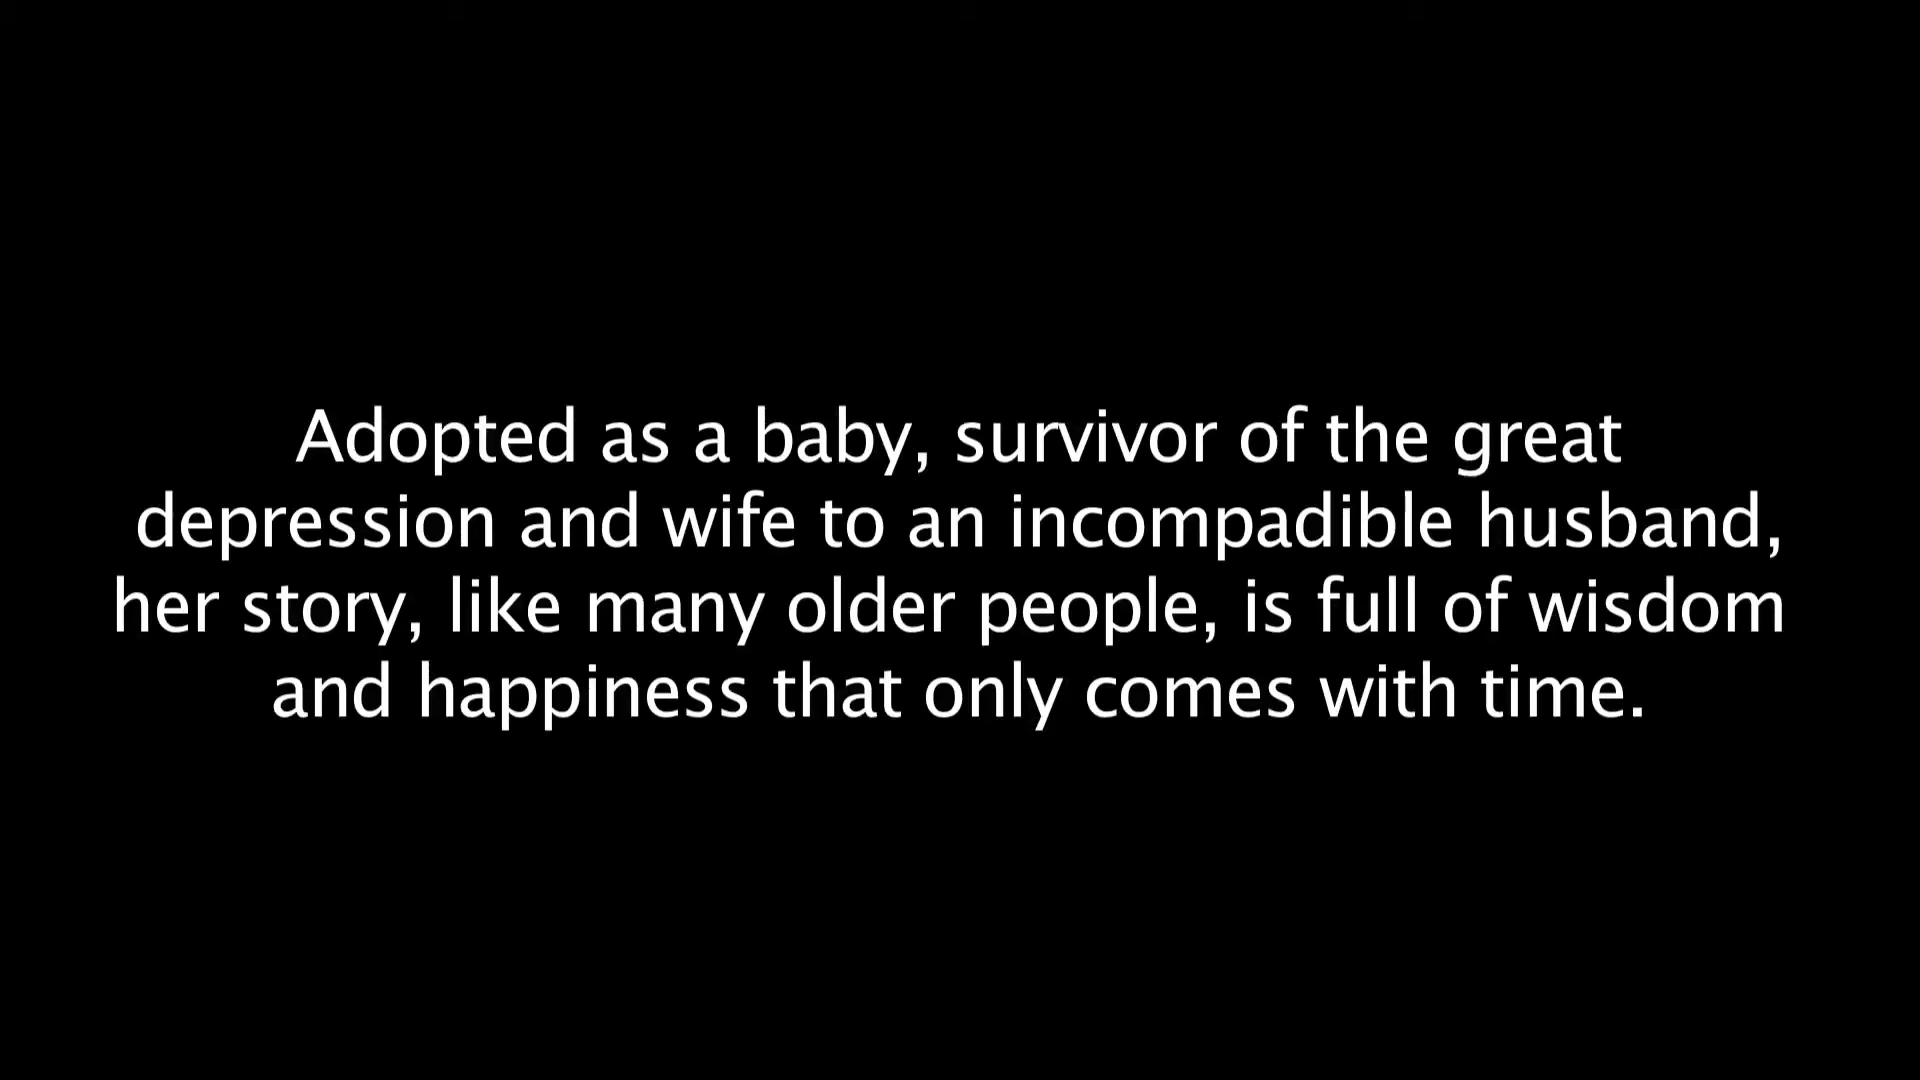 Adopted as a baby, survivor of the great
depression and wife to an incompadible husband,
her story, like many older people, is full of wisdom
and happiness that only comes with time.